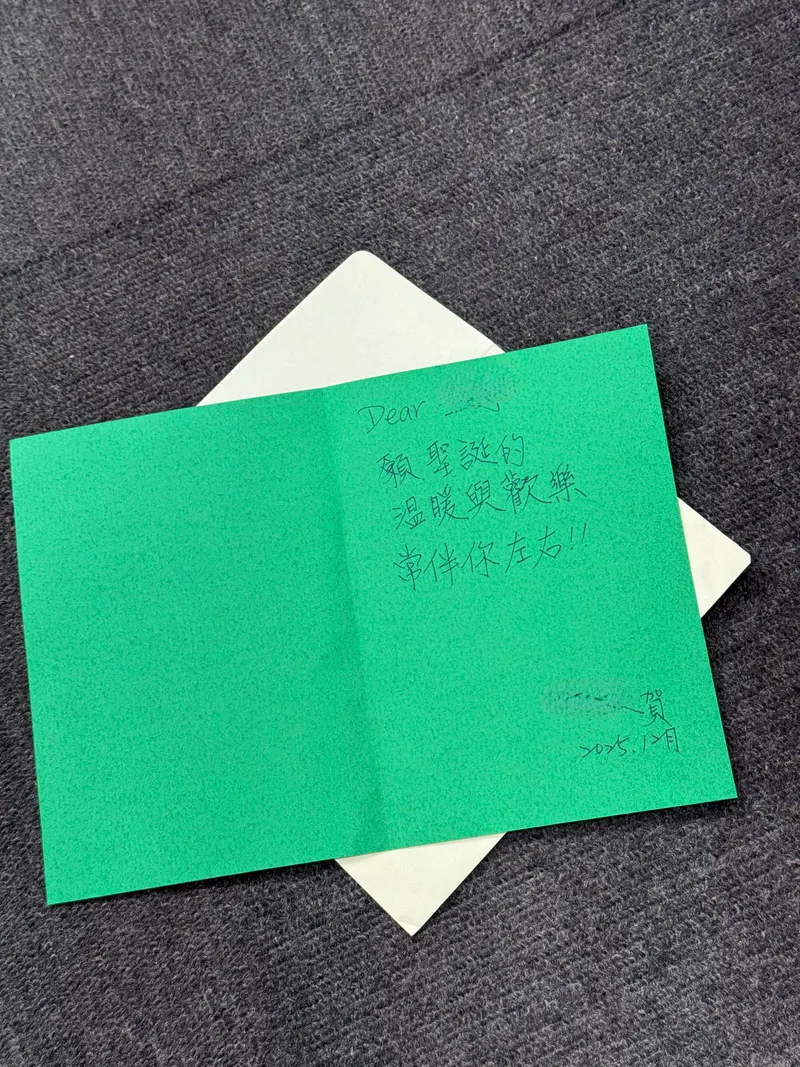 Dear
願聖誕的
溫暖與歡樂
常伴你左右!!
賀
2025.12月